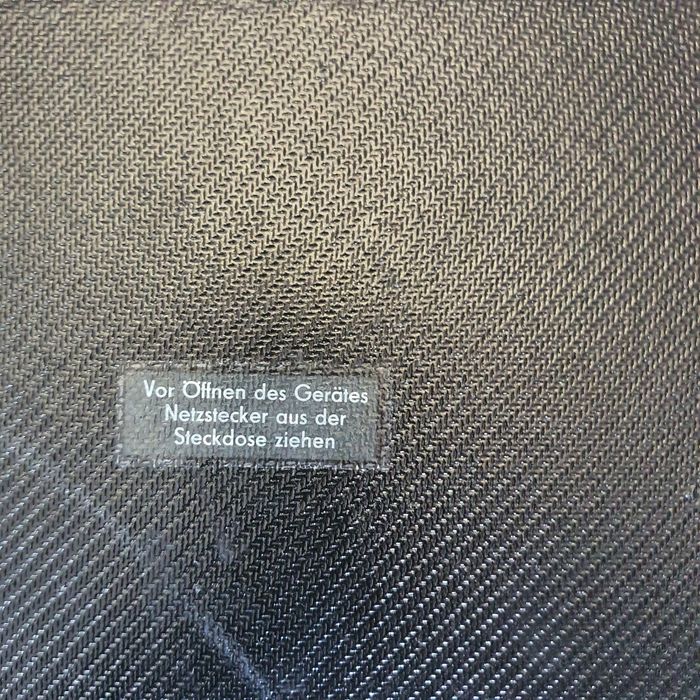 Vor Öffnen des Gerätes
Netzstecker aus der
Steckdose ziehen